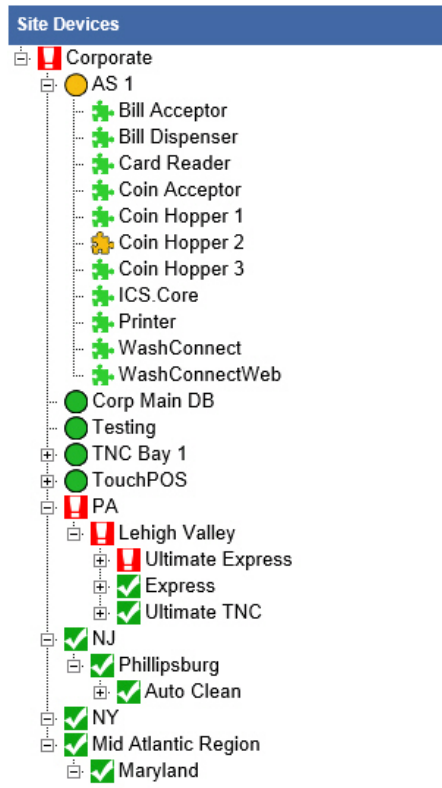 Site Devices
Corporate
AS 1
Bill Acceptor
Bill Dispenser
Card Reader
Coin Acceptor
Coin Hopper 1
Coin Hopper 2
Coin Hopper 3
ICS.Core
Printer
WashConnect
WashConnectWeb
Corp Main DB
Testing
TNC Bay 1
TouchPOS
PA
Lehigh Valley
Ultimate Express
Express
Ultimate TNC
NJ
Phillipsburg
Auto Clean
NY
Mid Atlantic Region
Maryland